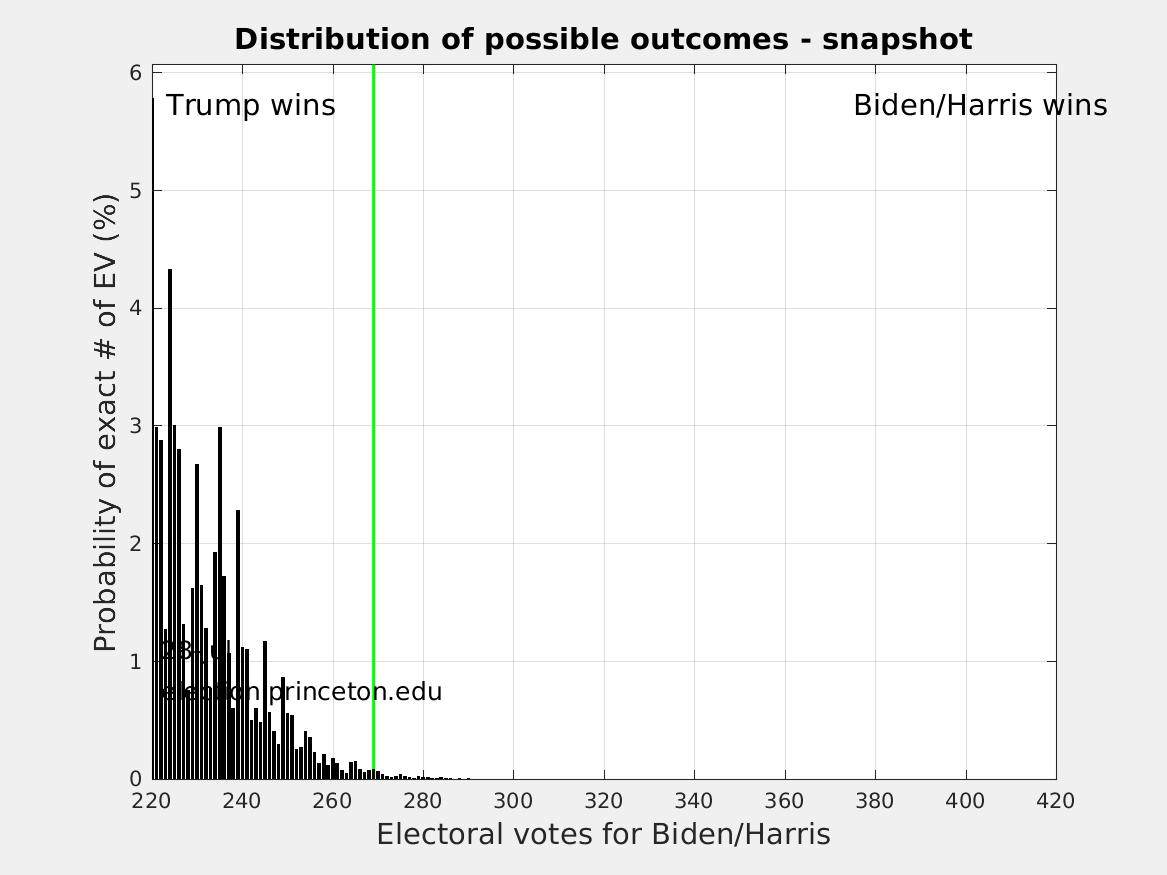 Distribution of possible outcomes - snapshot
6
Trump wins
Biden/Harris wins
5
4
3
2
1
0
Probability of exact # of EV (%)
election.princeton.edu
220 240 260 280 300 320 340 360 380 400 420
Electoral votes for Biden/Harris